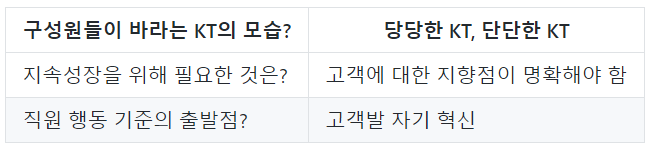 구성원들이 바라는 KT의 모습? 당당한 KT, 단단한 KT
지속성장을 위해 필요한 것은? 고객에 대한 지향점이 명확해야 함
직원 행동 기준의 출발점? 고객발 자기 혁신